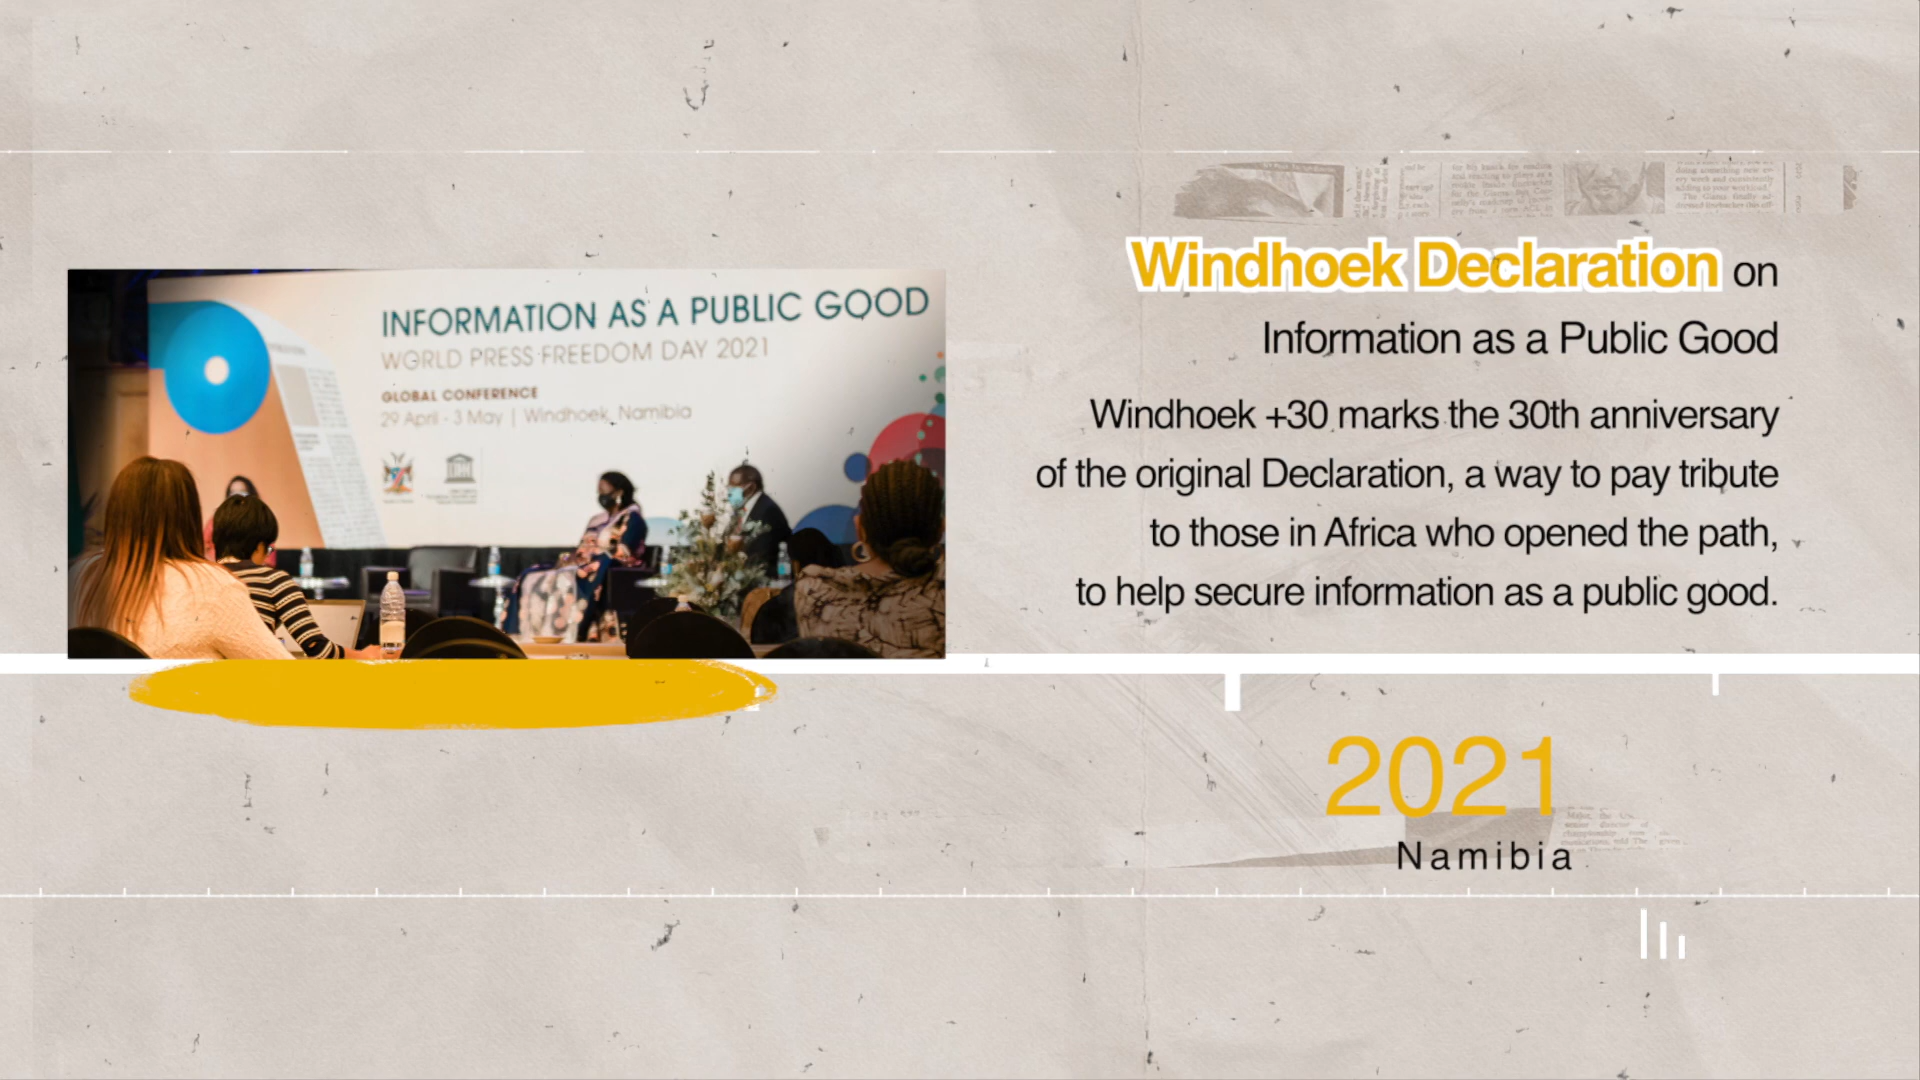 Windhoek Declaration on
Information as a Public Good
Windhoek +30 marks the 30th anniversary
of the original Declaration, a way to pay tribute
to those in Africa who opened the path,
to help secure information as a public good.
INFORMATION AS A PUBLIC GOOD
WORLD PRESS FREEDOM DAY 2021
GLOBAL CONFERENCE
29 April - 3 May | Windhoek, Namibia
2021
Namibia